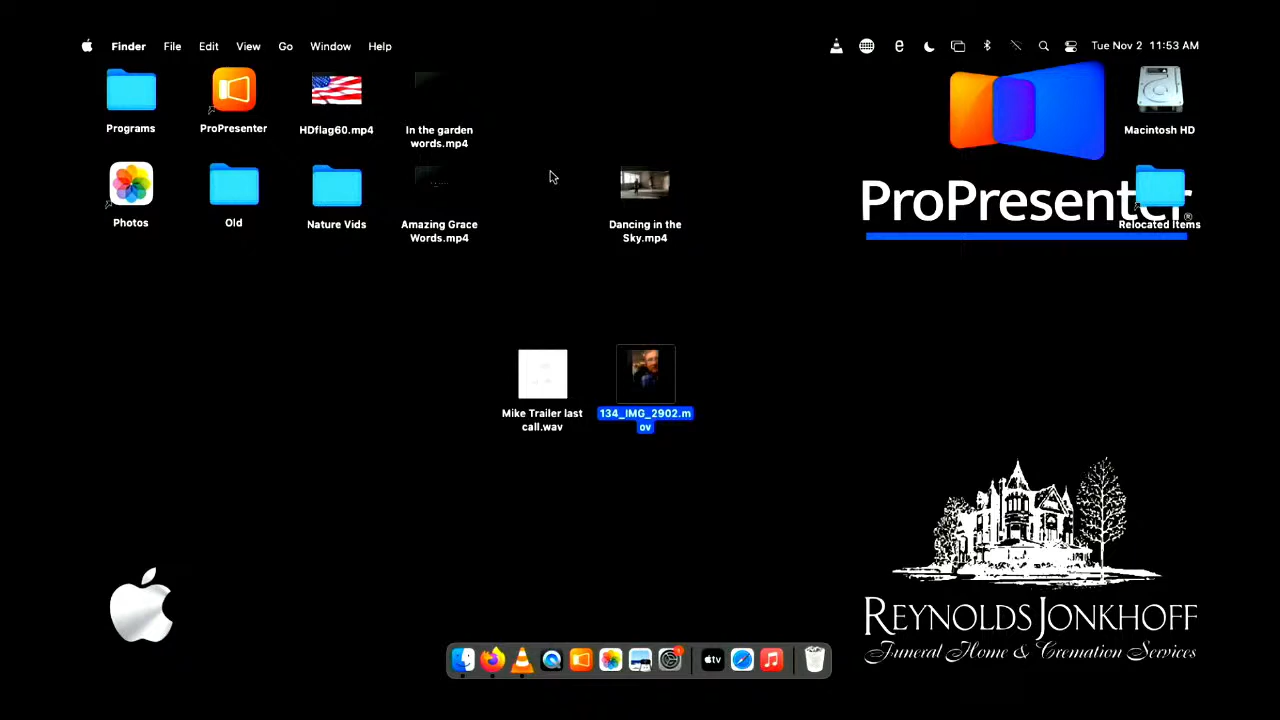 Finder File Edit View Go Window Help
Tue Nov 2 11:53 AM
Programs
ProPresenter
HDflag60.mp4
In the garden
words.mp4
Macintosh HD
Photos
Old
Nature Vids
Amazing Grace
Words.mp4
Dancing in the
Sky.mp4
ProPresenter®
Relocated Items
Mike Trailer last
call.wav
134_IMG_2902.m
ov
REYNOLDS JONKHOFF
Funeral Home & Cremation Services
tv